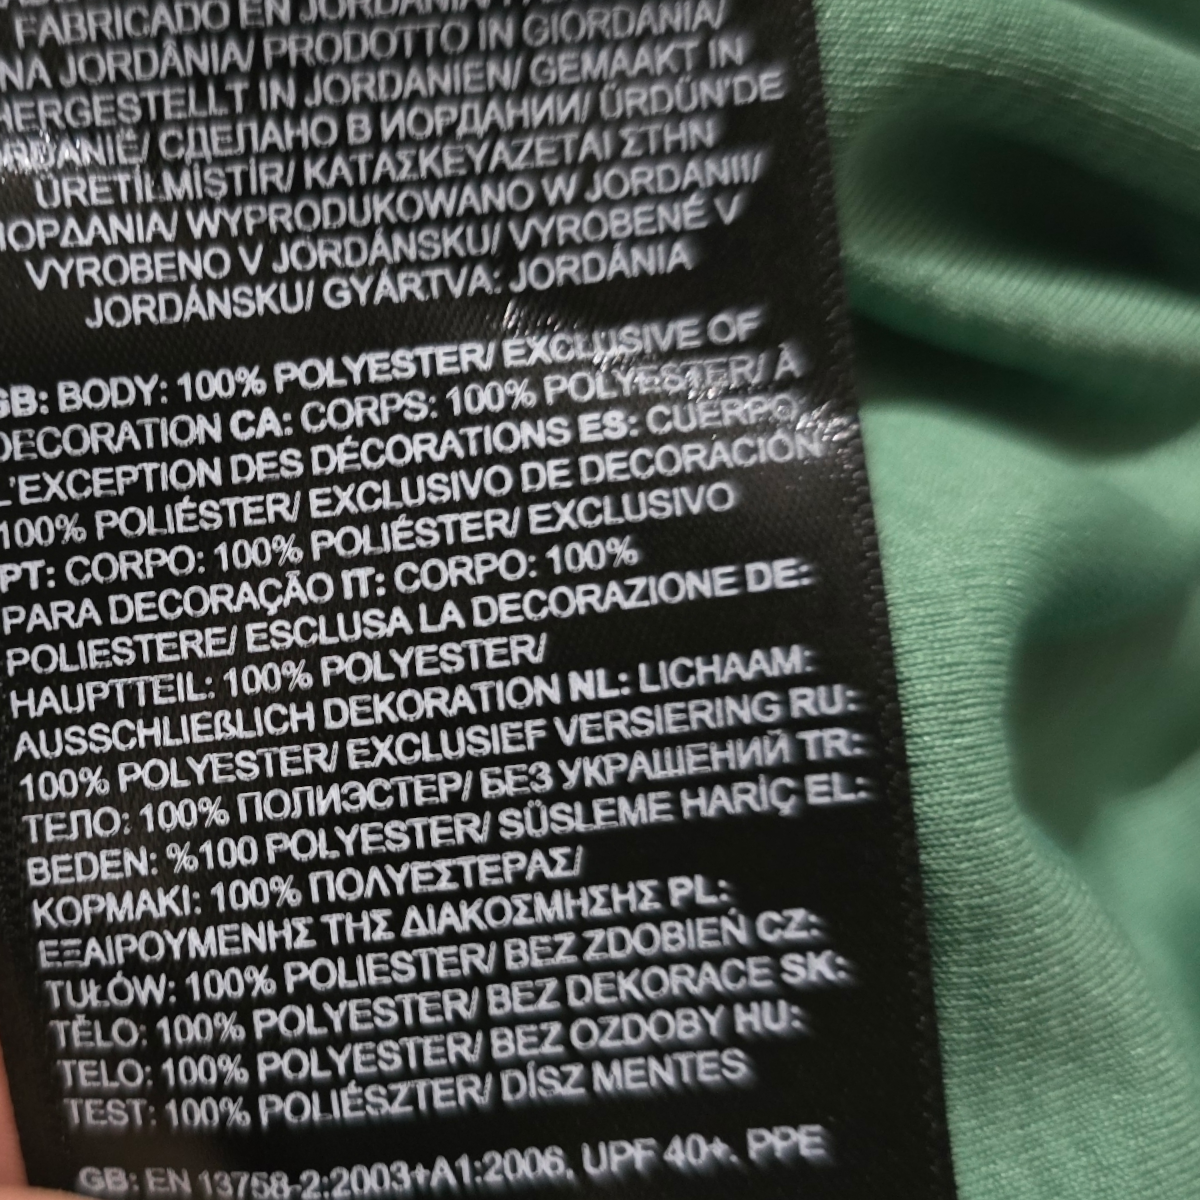 FABRICADO EN JORDANIA/
NA JORDÂNIA/ PRODOTTO IN GIORDANIA/
HERGESTELLT IN JORDANIEN/ GEMAAKT IN
СДЕЛАНО В ИОРДАНИИ/ ÜRDÜN'DE
ÜRETİLMİŞTİR/ ΚΑΤΑΣΚΕΥΑΖΕΤΑΙ ΣΤΗΝ
ΙΟΡΔΑΝΙΑ/ WYPRODUKOWANO W JORDANII/
VYROBENO V JORDÁNSKU/ VYROBENÉ V
JORDÁNSKU/ GYÁRTVA: JORDÁNIA
GB: BODY: 100% POLYESTER/ EXCLUSIVE OF
DECORATION CA: CORPS: 100% POLYESTER/ À
L'EXCEPTION DES DÉCORATIONS ES: CUERPO:
100% POLIÉSTER/ EXCLUSIVO DE DECORACIÓN
PT: CORPO: 100% POLIÉSTER/ EXCLUSIVO
PARA DECORAÇÃO IT: CORPO: 100%
POLIESTERE/ ESCLUSA LA DECORAZIONE DE:
HAUPTTEIL: 100% POLYESTER/
AUSSCHLIEßLICH DEKORATION NL: LICHAAM:
100% POLYESTER/ EXCLUSIEF VERSIERING RU:
ТЕЛО: 100% ПОЛИЭСТЕР/ БЕЗ УКРАШЕНИЙ TR:
BEDEN: %100 POLYESTER/ SÜSLEME HARİÇ EL:
ΚΟΡΜΑΚΙ: 100% ΠΟΛΥΕΣΤΕΡΑΣ/
ΕΞΑΙΡΟΥΜΕΝΗΣ ΤΗΣ ΔΙΑΚΟΣΜΗΣΗΣ PL:
TUŁÓW: 100% POLIESTER/ BEZ ZDOBIEŃ CZ:
TĚLO: 100% POLYESTER/ BEZ DEKORACE SK:
TELO: 100% POLYESTER/ BEZ OZDOBY HU:
TEST: 100% POLIÉSZTER/ DÍSZ MENTES
GB: EN 13758-2:2003+A1:2006, UPF 40+. PPE